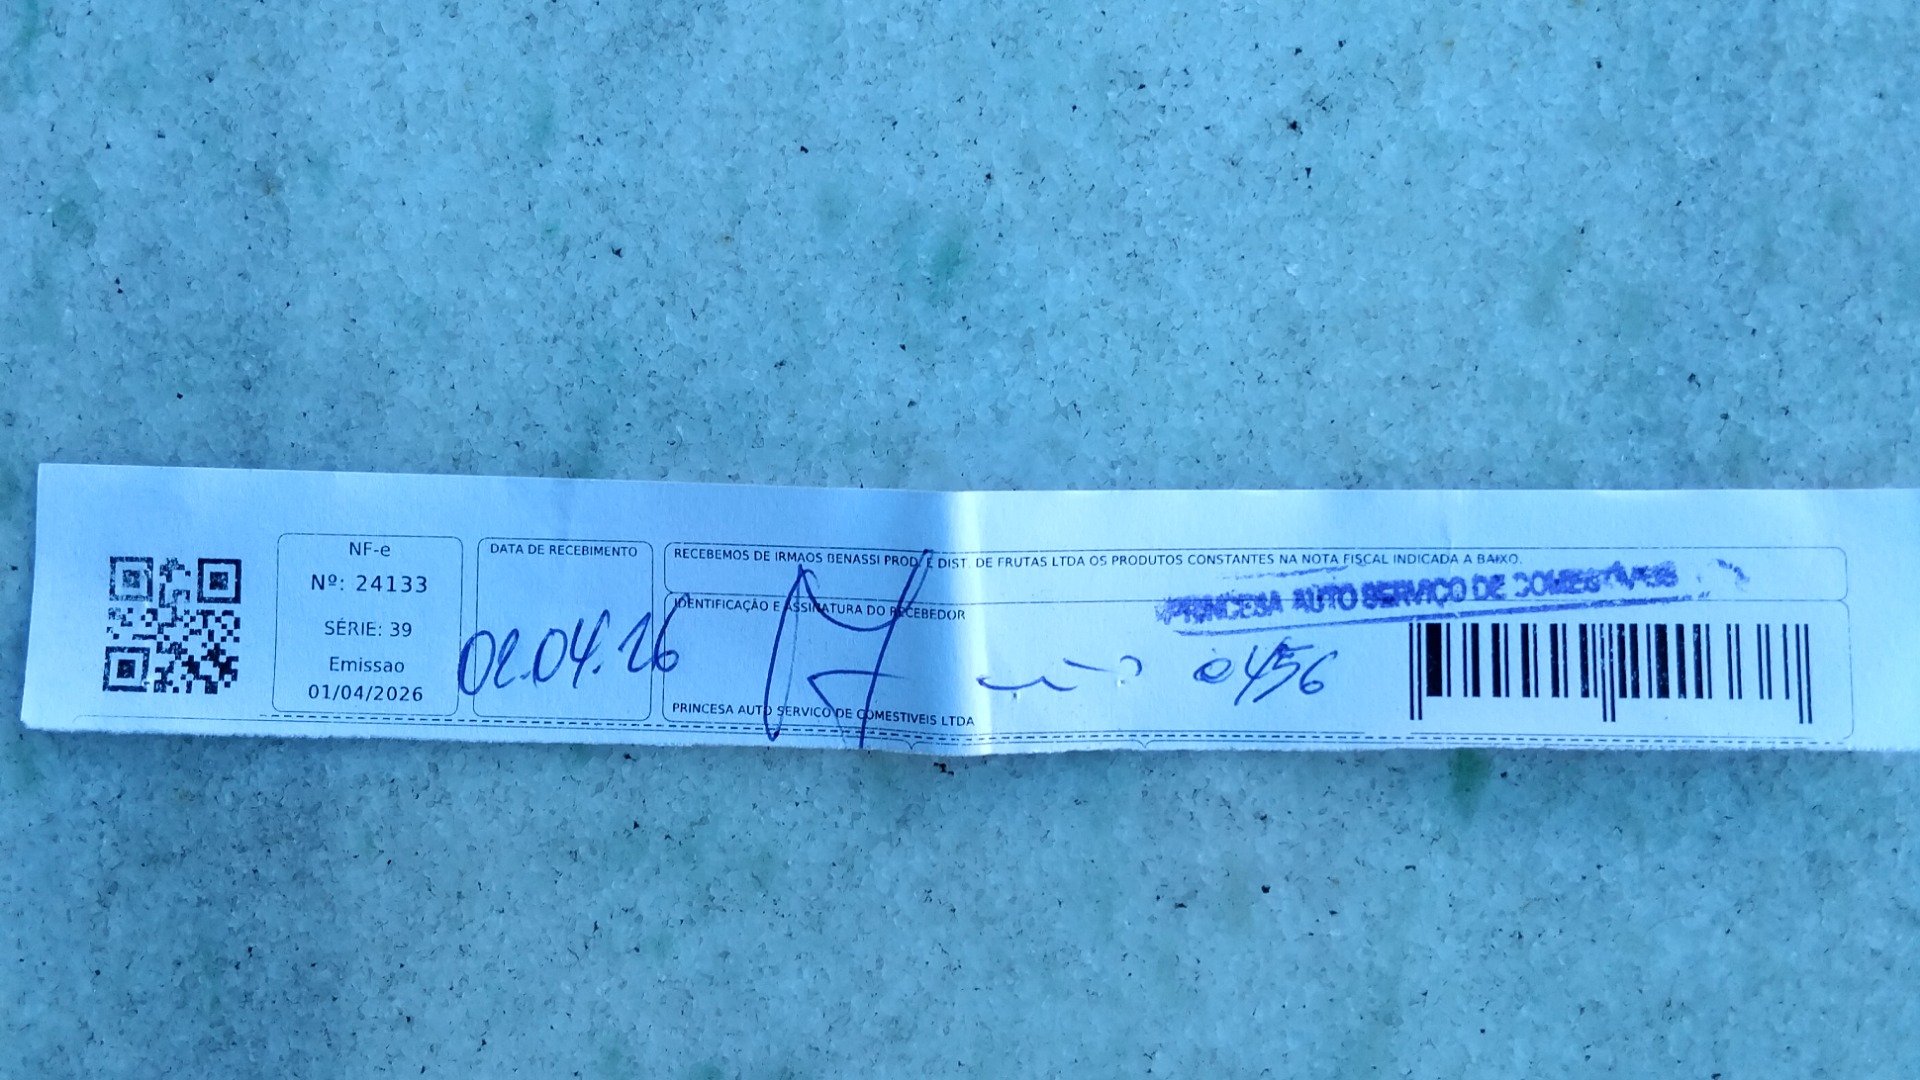 NF-e
Nº: 24133
SÉRIE: 39
Emissao
01/04/2026
DATA DE RECEBIMENTO
02.04.26
RECEBEMOS DE IRMAOS BENASSI PROD. E DIST. DE FRUTAS LTDA OS PRODUTOS CONSTANTES NA NOTA FISCAL INDICADA A BAIXO.
IDENTIFICAÇÃO E ASSINATURA DO RECEBEDOR
PRINCESA AUTO SERVIÇO DE COMESTÍVEIS
0456
PRINCESA AUTO SERVICO DE COMESTIVEIS LTDA